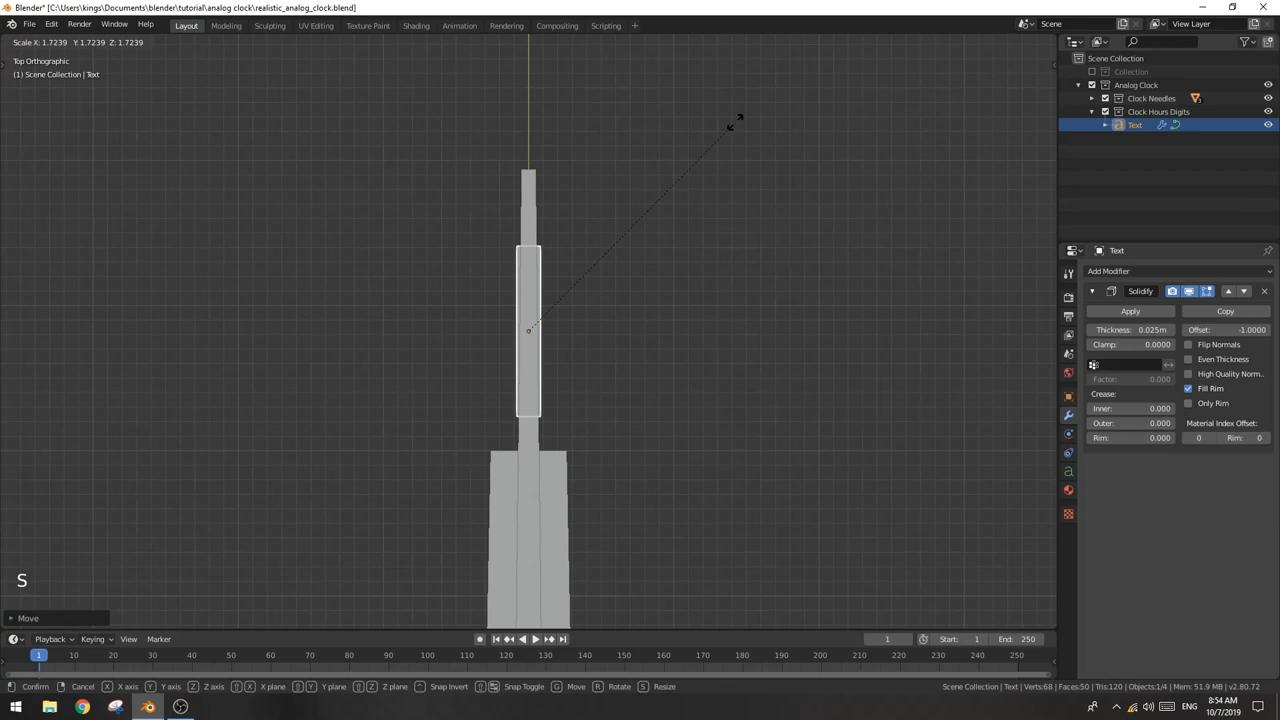 Blender* [C:\Users\kings\Documents\blender\tutorial\analog clock\realistic_analog_clock.blend]
File Edit Render Window Help Layout Modeling Sculpting UV Editing Texture Paint Shading Animation Rendering Compositing Scripting + Scene View Layer
Scale X: 1.7239 Y: 1.7239 Z: 1.7239
Top Orthographic
(1) Scene Collection | Text
Scene Collection
Collection
Analog Clock
Clock Needles
Clock Hours Digits
Text
Text
Add Modifier
Solidify
Apply Copy
Thickness: 0.025m Offset: -1.0000
Clamp: 0.0000 Flip Normals
Even Thickness
High Quality Norm..
Factor: 0.000 Fill Rim
Crease: Only Rim
Inner: 0.000
Outer: 0.000 Material Index Offset:
Rim: 0.000 0 Rim: 0
S
Move
Playback Keying View Marker 1 Start: 1 End: 250
1 10 20 30 40 50 60 70 80 90 100 110 120 130 140 150 160 170 180 190 200 210 220 230 240 250
Confirm Cancel X X axis Y Y axis Z Z axis X X plane Y Y plane Z Z plane Snap Invert Snap Toggle G Move R Rotate S Resize Scene Collection | Text | Verts:68 | Faces:50 | Tris:120 | Objects:1/4 | Mem: 51.9 MB | v2.80.72
ENG 8:54 AM
10/7/2019